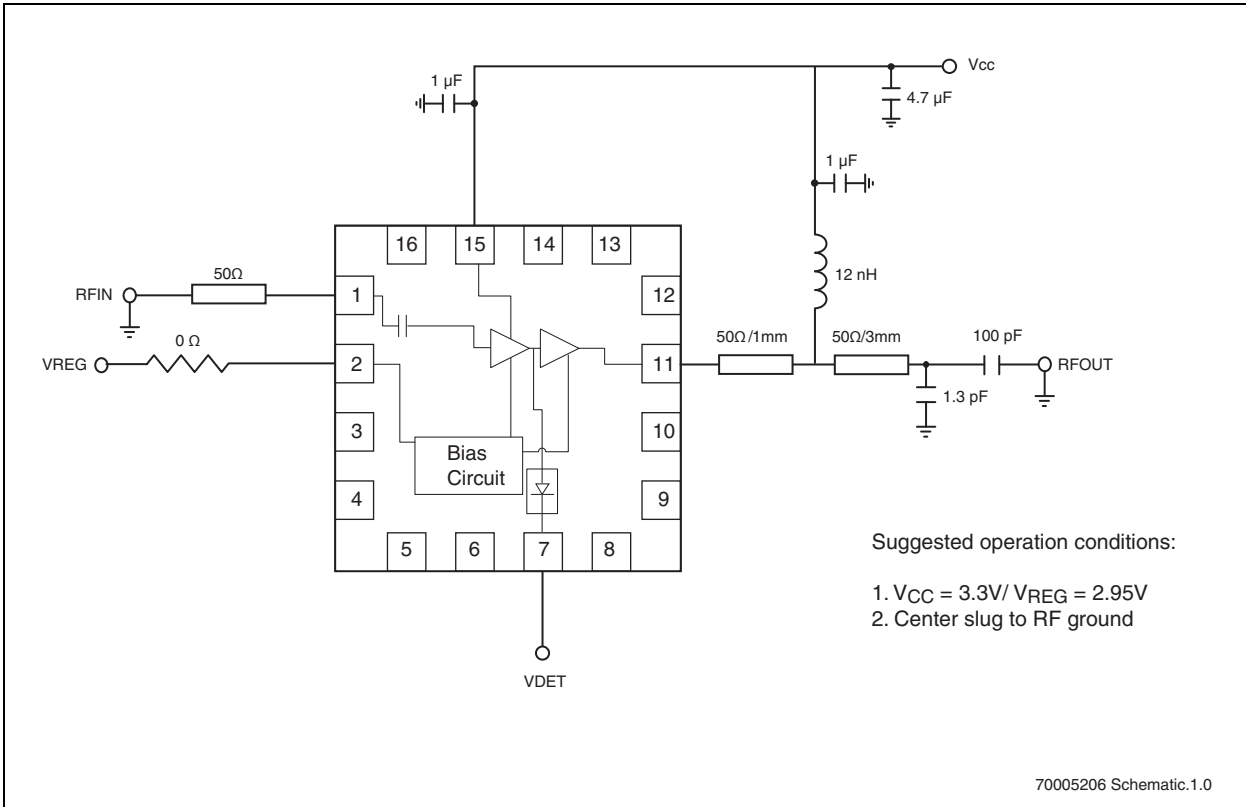 Vcc
1 µF
4.7 µF
1 µF
12 nH
16 15 14 13
50Ω
RFIN
1
12
0 Ω
VREG
2
11
50Ω/1mm
50Ω/3mm
100 pF
RFOUT
1.3 pF
3
10
Bias
Circuit
4
9
5 6 7 8
VDET
Suggested operation conditions:
1. VCC = 3.3V/ VREG = 2.95V
2. Center slug to RF ground
70005206 Schematic.1.0